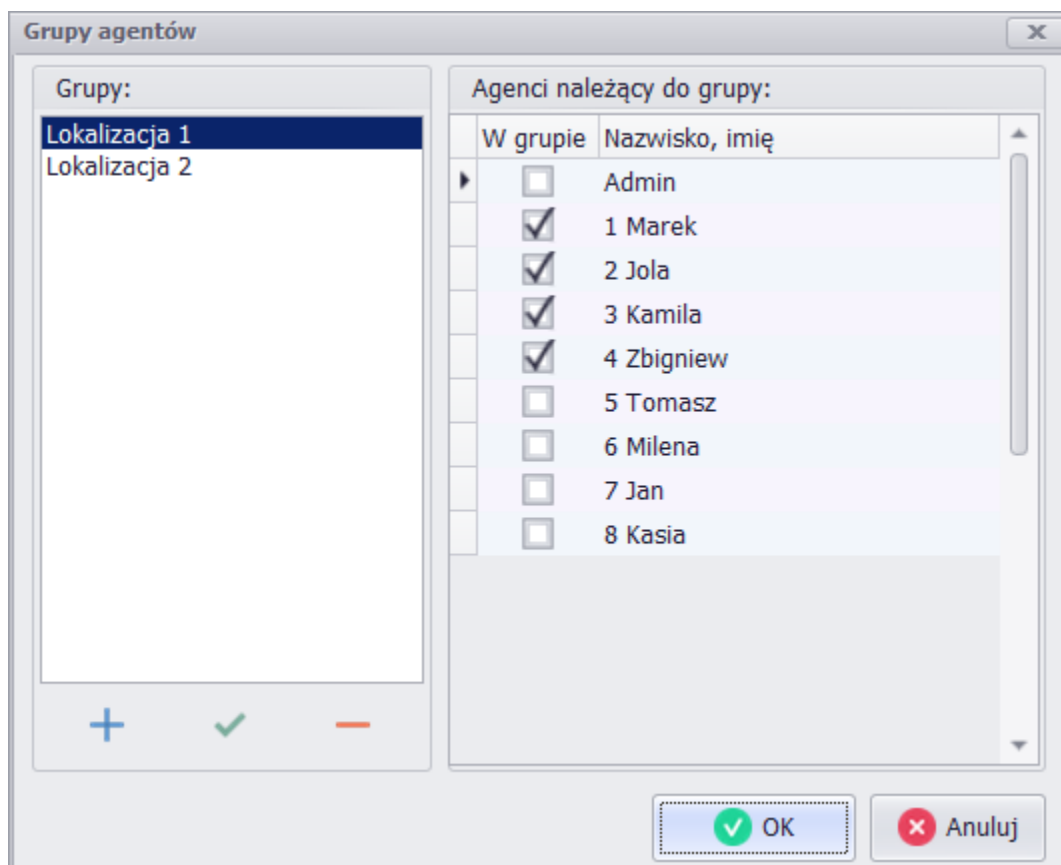 Grupy agentów
Grupy:
Lokalizacja 1
Lokalizacja 2
Agenci należący do grupy:
W grupie Nazwisko, imię
Admin
1 Marek
2 Jola
3 Kamila
4 Zbigniew
5 Tomasz
6 Milena
7 Jan
8 Kasia
OK Anuluj